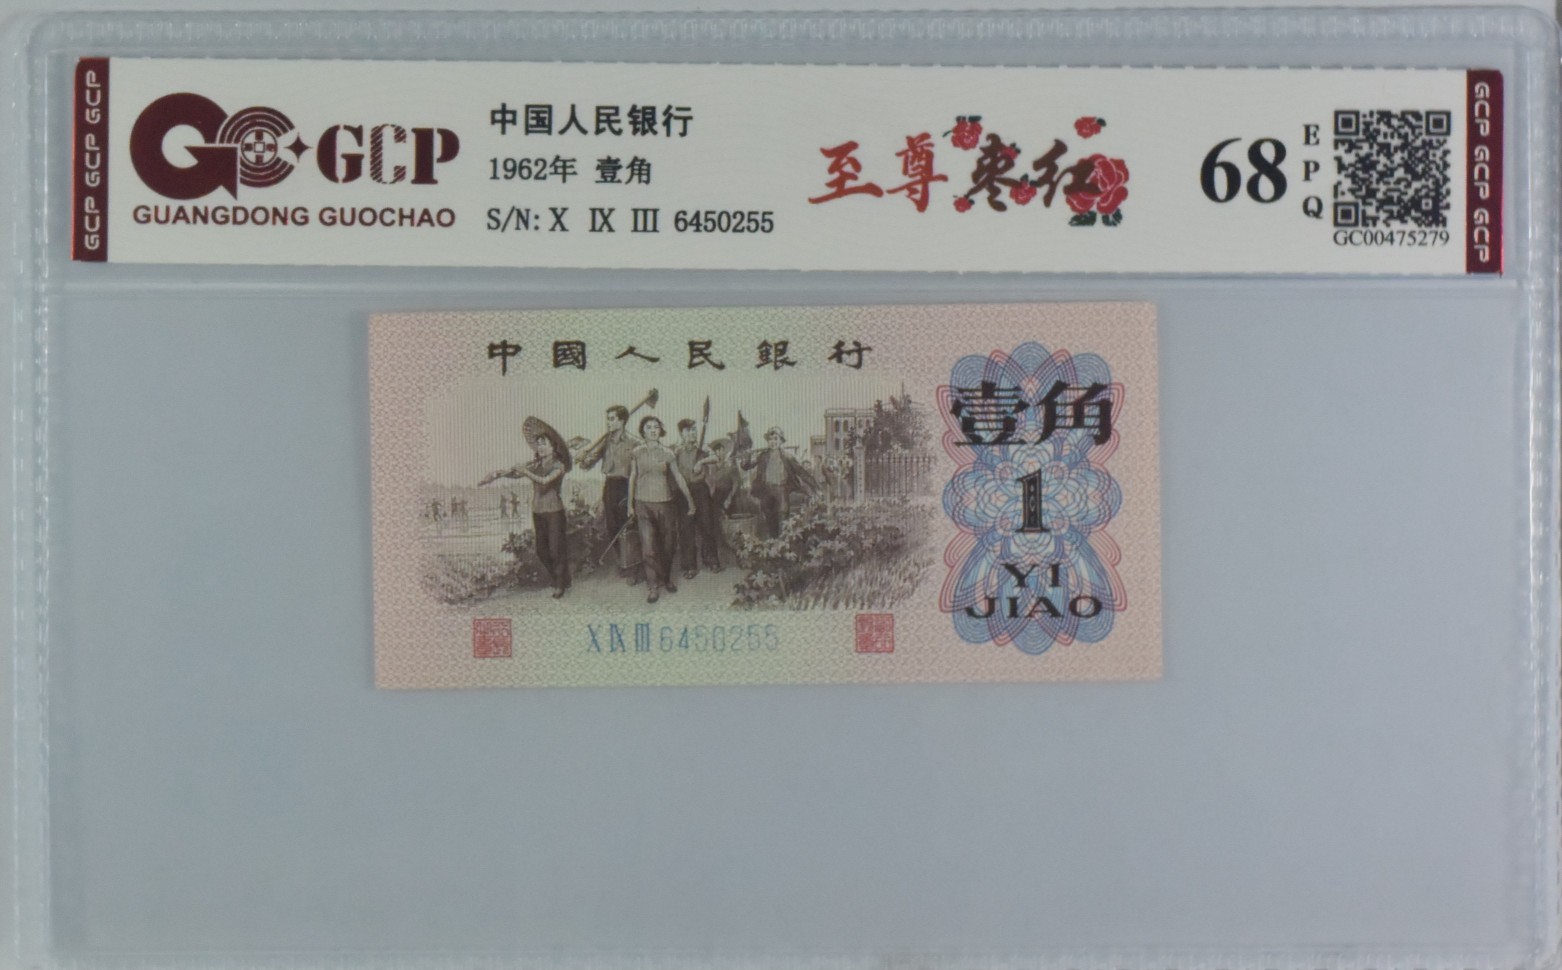 GCP GCP GCP
GCP
GUANGDONG GUOCHAO
中国人民银行
1962年 壹角
S/N: X IX III 6450255
至尊枣红
68
EPQ
GC00475279
GCP GCP GCP
中國人民銀行
壹角
1
YI
JIAO
X IX III 6450255